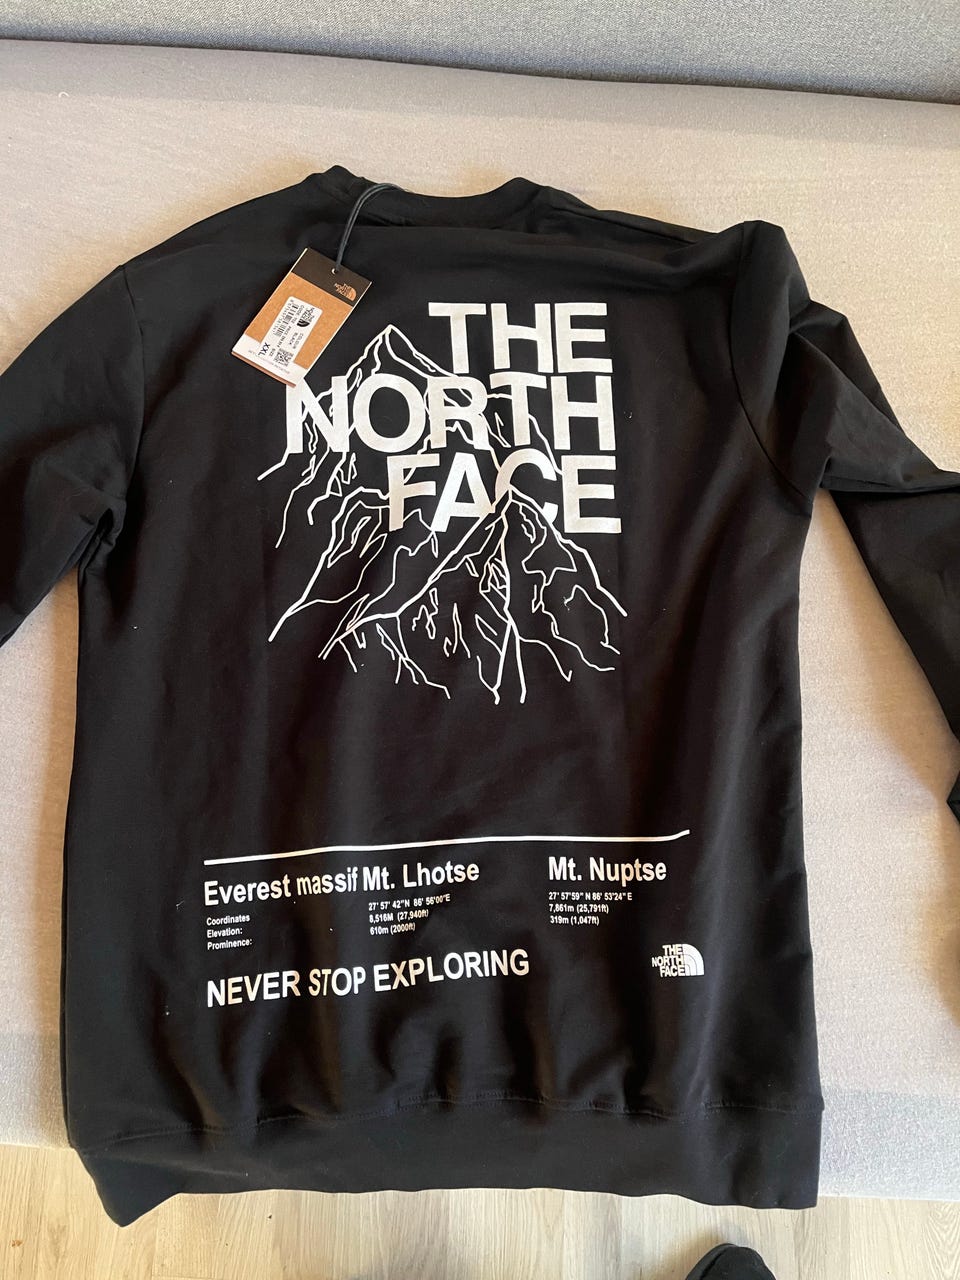 THE
NORTH
FACE
XXL
Everest massif Mt. Lhotse Mt. Nuptse
Coordinates 27° 57' 42"N 86° 56'00"E 27° 57'59" N 86° 53'24" E
Elevation: 8,516M (27,940ft) 7,861m (25,791ft)
Prominence: 610m (2000ft) 319m (1,047ft)
NEVER STOP EXPLORING
THE
NORTH
FACE